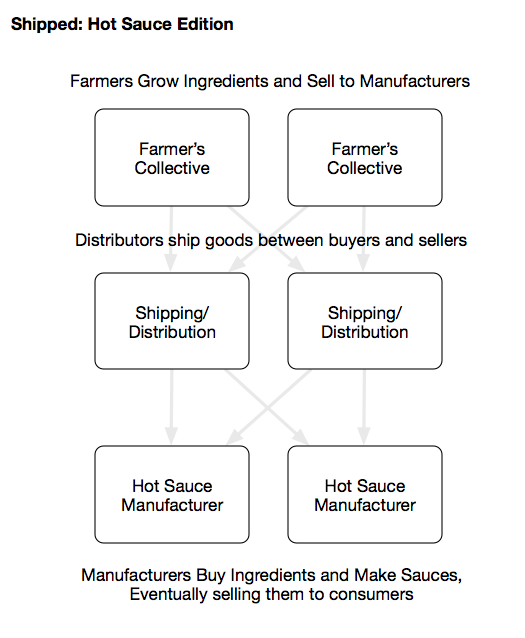 Shipped: Hot Sauce Edition
Farmers Grow Ingredients and Sell to Manufacturers
Farmer's
Collective
Farmer's
Collective
Distributors ship goods between buyers and sellers
Shipping/
Distribution
Shipping/
Distribution
Hot Sauce
Manufacturer
Hot Sauce
Manufacturer
Manufacturers Buy Ingredients and Make Sauces,
Eventually selling them to consumers